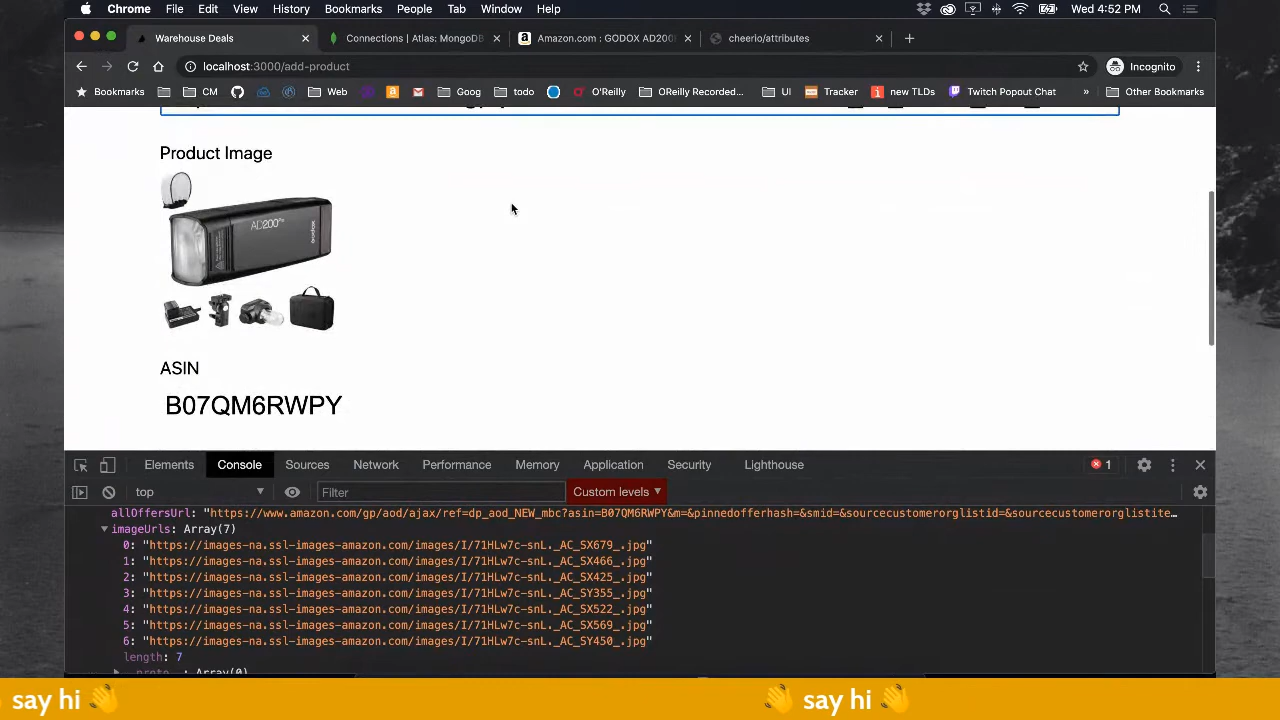 Chrome File Edit View History Bookmarks People Tab Window Help Wed 4:52 PM
Warehouse Deals Connections | Atlas: MongoDB Amazon.com : GODOX AD200 cheerio/attributes
localhost:3000/add-product Incognito
Bookmarks CM Web Goog todo O'Reilly OReilly Recorded... UI Tracker new TLDs Twitch Popout Chat » Other Bookmarks
Product Image
AD200Pro
Godox
ASIN
B07QM6RWPY
Elements Console Sources Network Performance Memory Application Security Lighthouse 1
top Filter Custom levels
allOffersUrl: "https://www.amazon.com/gp/aod/ajax/ref=dp_aod_NEW_mbc?asin=B07QM6RWPY&m=&pinnedofferhash=&smid=&sourcecustomerorglistid=&sourcecustomerorglistite…
imageUrls: Array(7)
0: "https://images-na.ssl-images-amazon.com/images/I/71HLw7c-snL._AC_SX679_.jpg"
1: "https://images-na.ssl-images-amazon.com/images/I/71HLw7c-snL._AC_SX466_.jpg"
2: "https://images-na.ssl-images-amazon.com/images/I/71HLw7c-snL._AC_SX425_.jpg"
3: "https://images-na.ssl-images-amazon.com/images/I/71HLw7c-snL._AC_SY355_.jpg"
4: "https://images-na.ssl-images-amazon.com/images/I/71HLw7c-snL._AC_SX522_.jpg"
5: "https://images-na.ssl-images-amazon.com/images/I/71HLw7c-snL._AC_SX569_.jpg"
6: "https://images-na.ssl-images-amazon.com/images/I/71HLw7c-snL._AC_SY450_.jpg"
length: 7
__proto__: Array(0)
say hi 👋 👋 say hi 👋